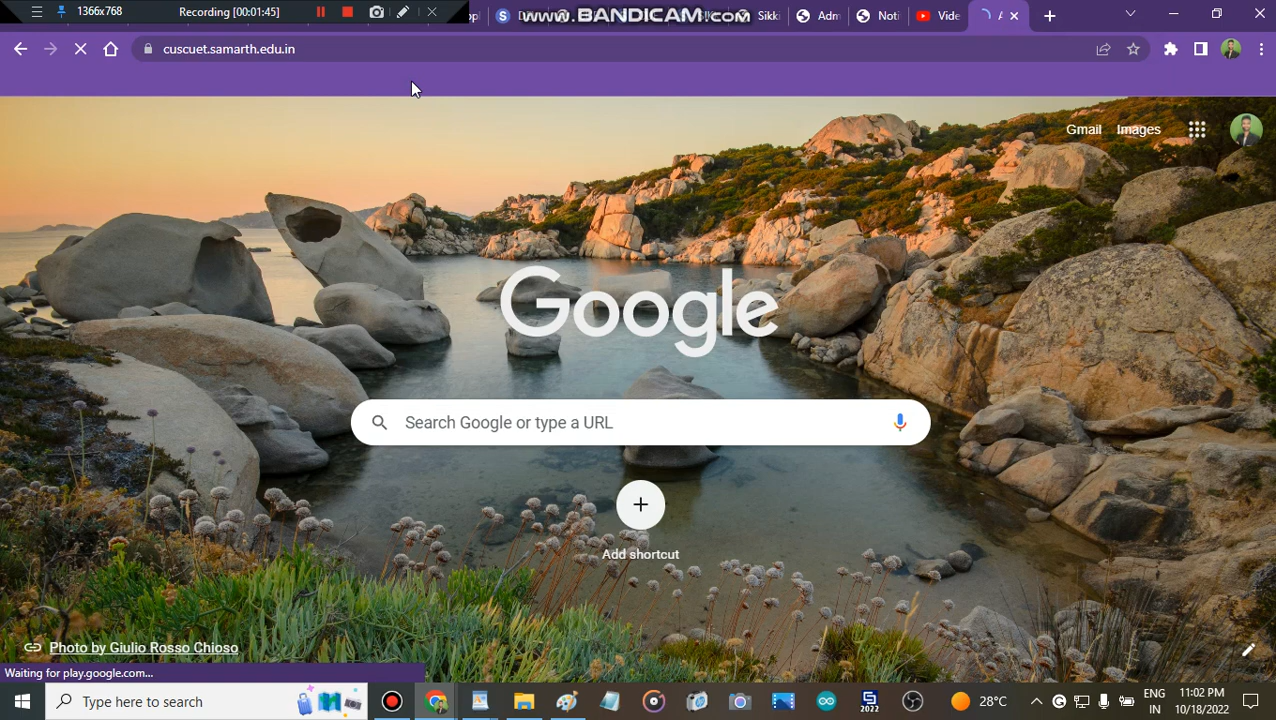 1366x768
Recording [00:01:45]
www.BANDICAM.com
Sikki
Adm
Noti
Vide
cuscuet.samarth.edu.in
Gmail
Images
Google
Search Google or type a URL
Add shortcut
Photo by Giulio Rosso Chioso
Waiting for play.google.com...
Type here to search
2022
28°C
ENG
IN
11:02 PM
10/18/2022